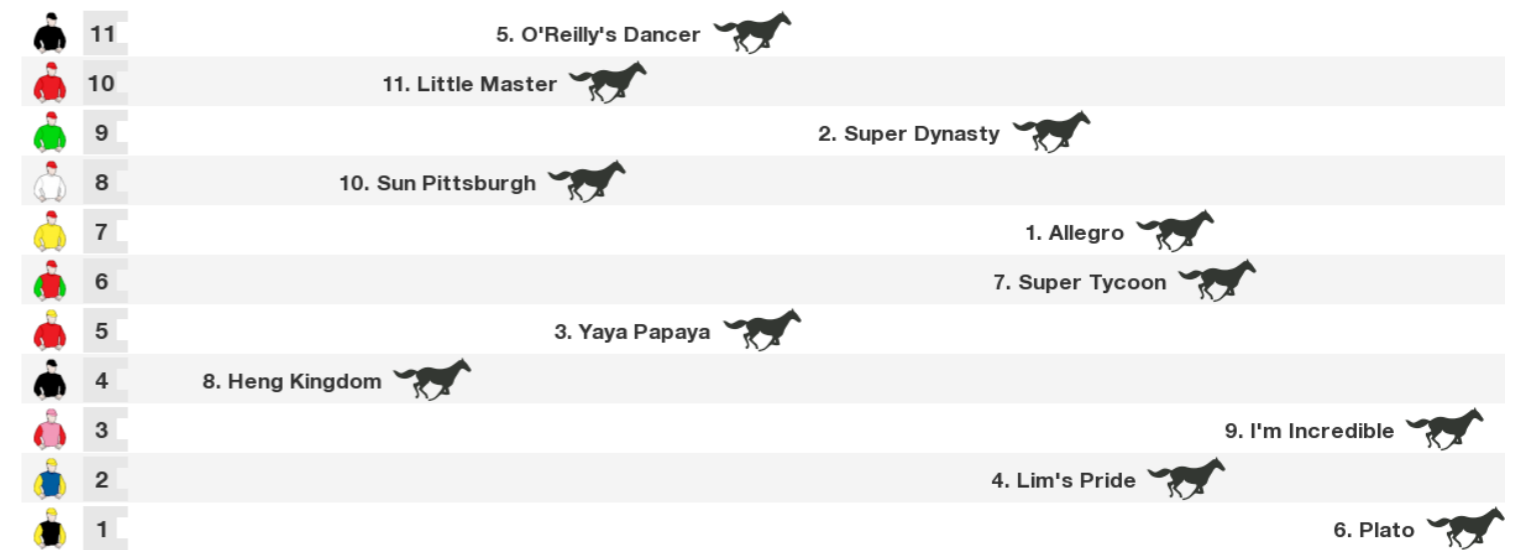 11 5. O'Reilly's Dancer
10 11. Little Master
9 2. Super Dynasty
8 10. Sun Pittsburgh
7 1. Allegro
6 7. Super Tycoon
5 3. Yaya Papaya
4 8. Heng Kingdom
3 9. I'm Incredible
2 4. Lim's Pride
1 6. Plato